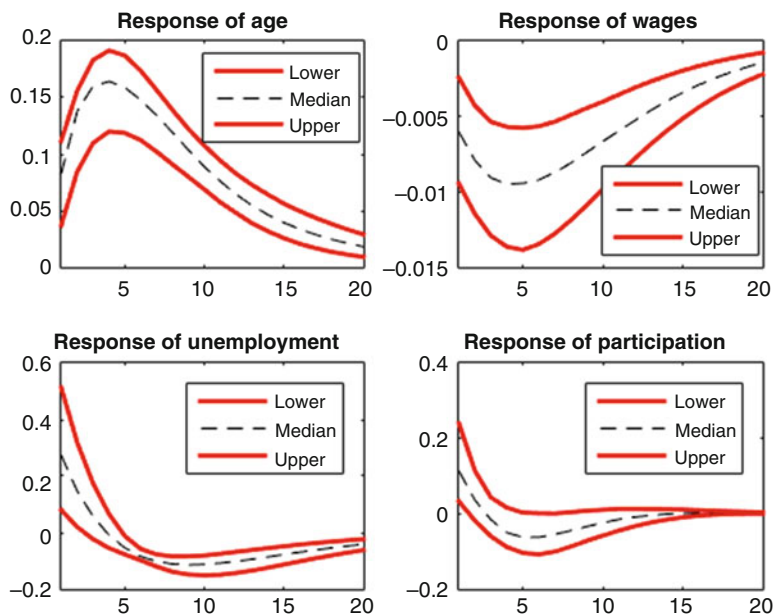 Response of age
0.2
0.15
0.1
0.05
0
5 10 15 20
Lower
Median
Upper
Response of wages
0
−0.005
−0.01
−0.015
5 10 15 20
Lower
Median
Upper
Response of unemployment
0.6
0.4
0.2
0
−0.2
5 10 15 20
Lower
Median
Upper
Response of participation
0.4
0.2
0
−0.2
5 10 15 20
Lower
Median
Upper